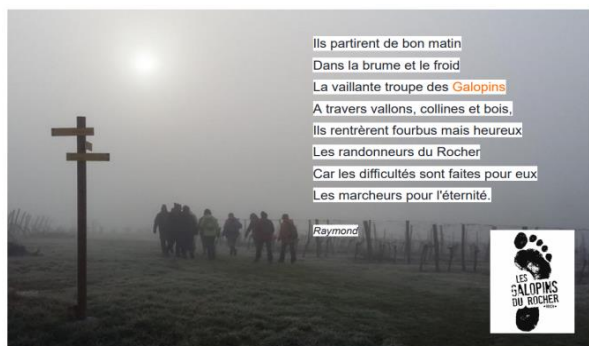 Ils partirent de bon matin
Dans la brume et le froid
La vaillante troupe des Galopins
A travers vallons, collines et bois,
Ils rentrèrent fourbus mais heureux
Les randonneurs du Rocher
Car les difficultés sont faites pour eux
Les marcheurs pour l'éternité.
Raymond
LES
GALOPINS
DU ROCHER